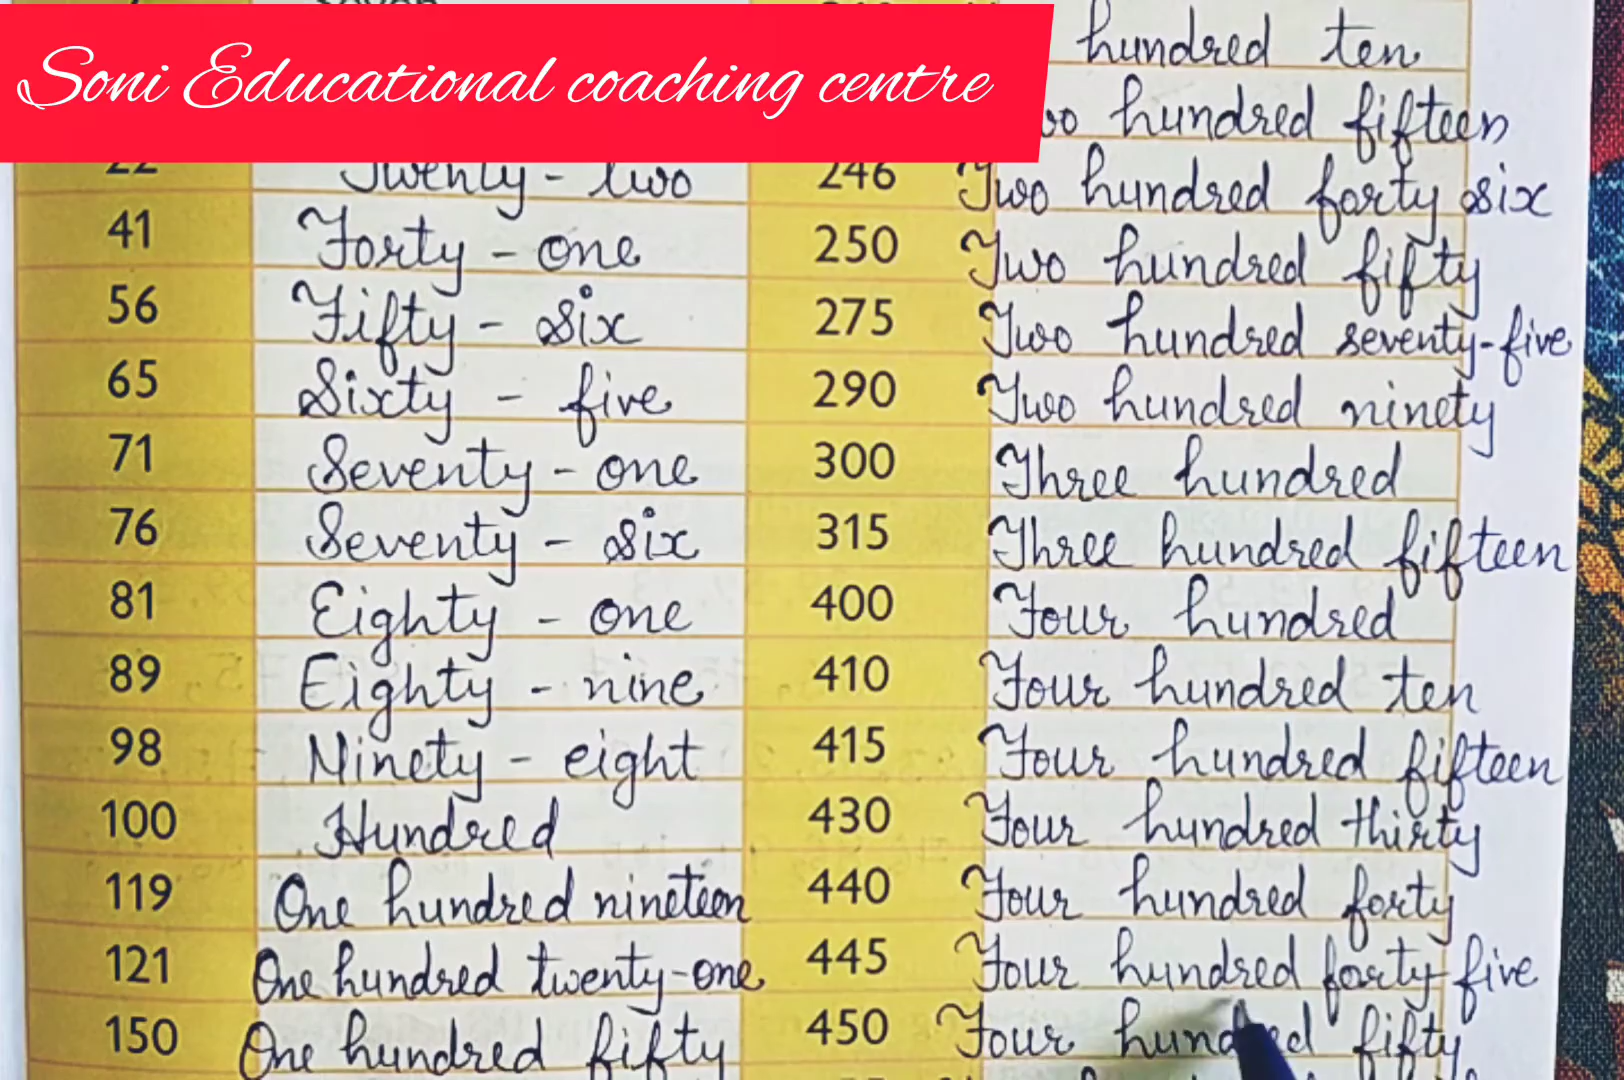 Soni Educational coaching centre
hundred ten
hundred fifteen
22 Twenty - two 246 Two hundred forty six
41 Forty - one 250 Two hundred fifty
56 Fifty - six 275 Two hundred seventy-five
65 Sixty - five 290 Two hundred ninety
71 Seventy - one 300 Three hundred
76 Seventy - six 315 Three hundred fifteen
81 Eighty - one 400 Four hundred
89 Eighty - nine 410 Four hundred ten
98 Ninety - eight 415 Four hundred fifteen
100 Hundred 430 Four hundred thirty
119 One hundred nineteen 440 Four hundred forty
121 One hundred twenty-one 445 Four hundred forty-five
150 One hundred fifty 450 Four hundred fifty